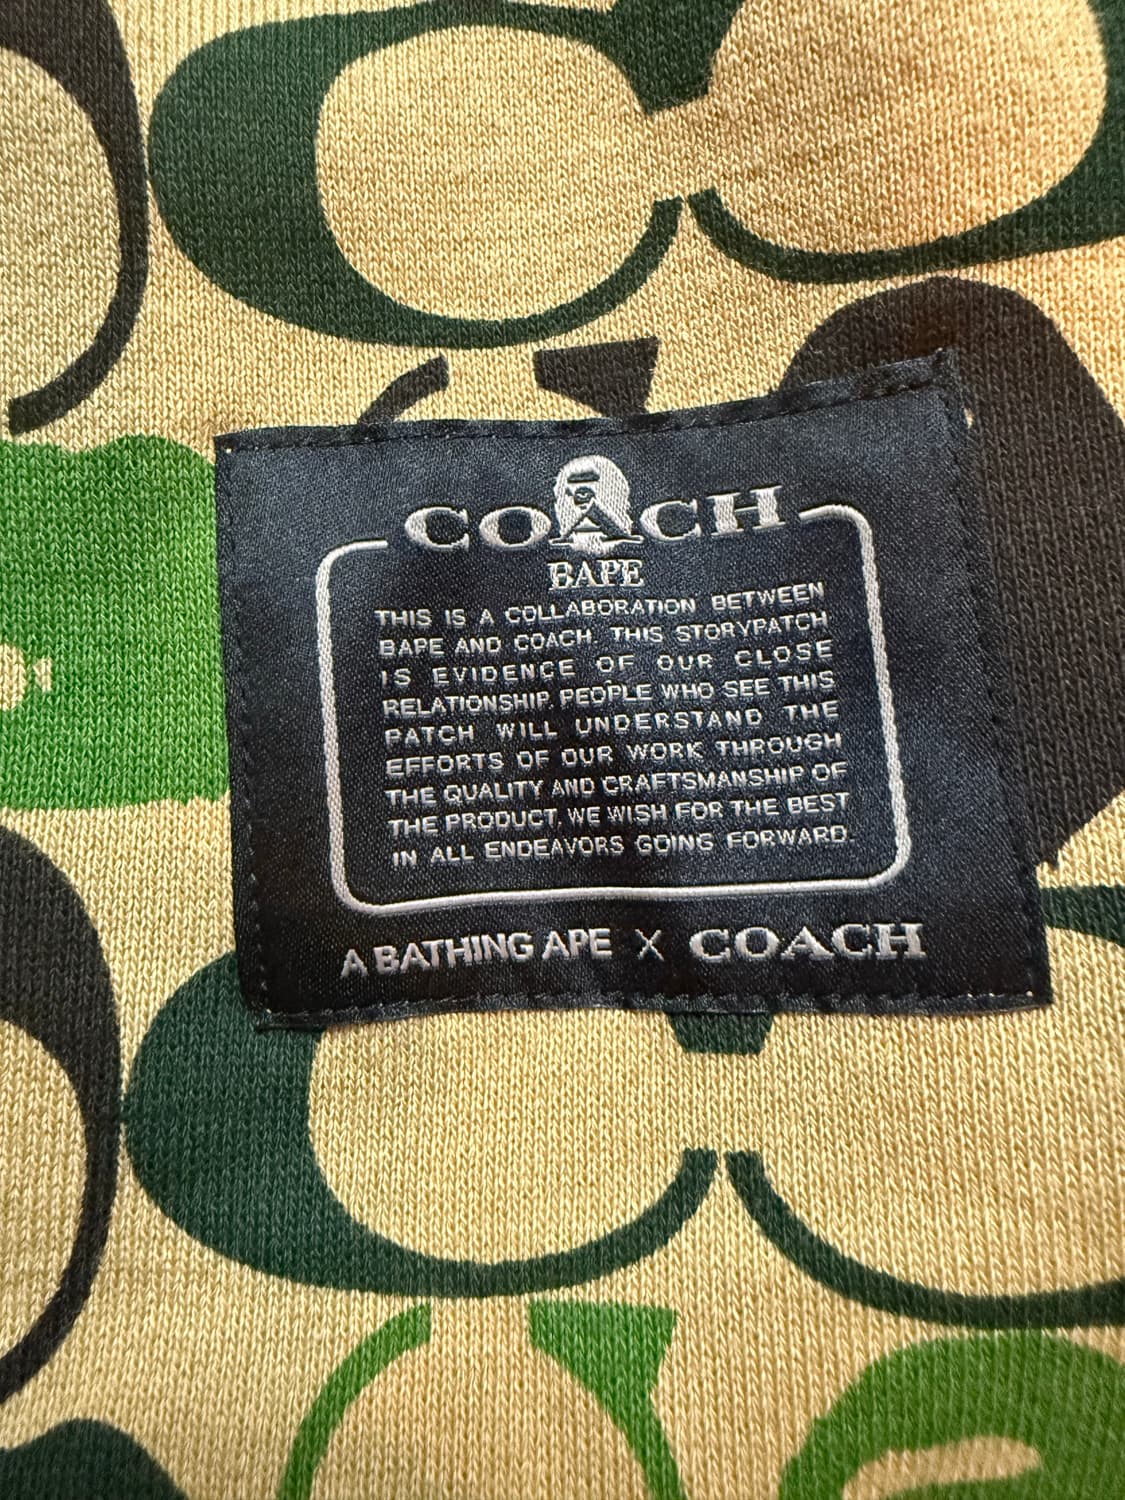 COACH
BAPE
THIS IS A COLLABORATION BETWEEN
BAPE AND COACH. THIS STORYPATCH
IS EVIDENCE OF OUR CLOSE
RELATIONSHIP. PEOPLE WHO SEE THIS
PATCH WILL UNDERSTAND THE
EFFORTS OF OUR WORK THROUGH
THE QUALITY AND CRAFTSMANSHIP OF
THE PRODUCT, WE WISH FOR THE BEST
IN ALL ENDEAVORS GOING FORWARD.
A BATHING APE X COACH